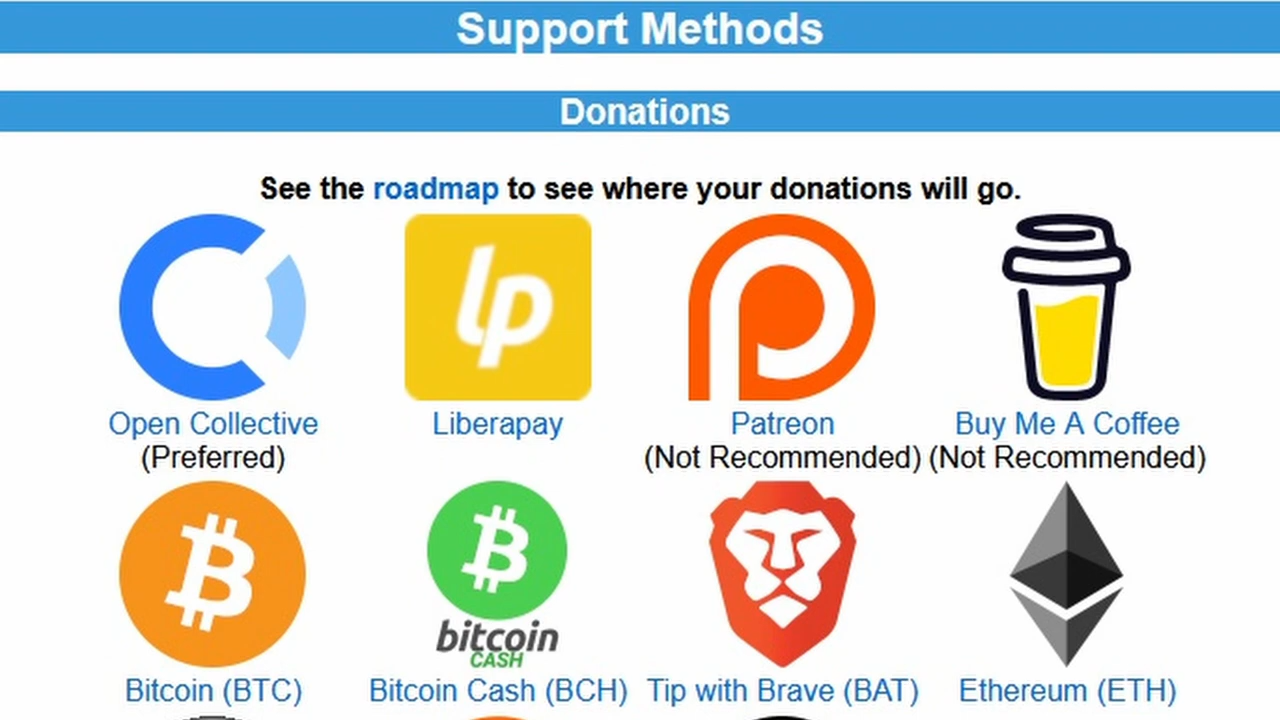 Support Methods
Donations
See the roadmap to see where your donations will go.
lp
Open Collective
Liberapay
Patreon
Buy Me A Coffee
(Preferred)
(Not Recommended)
(Not Recommended)
bitcoin
CASH
Bitcoin (BTC)
Bitcoin Cash (BCH)
Tip with Brave (BAT)
Ethereum (ETH)